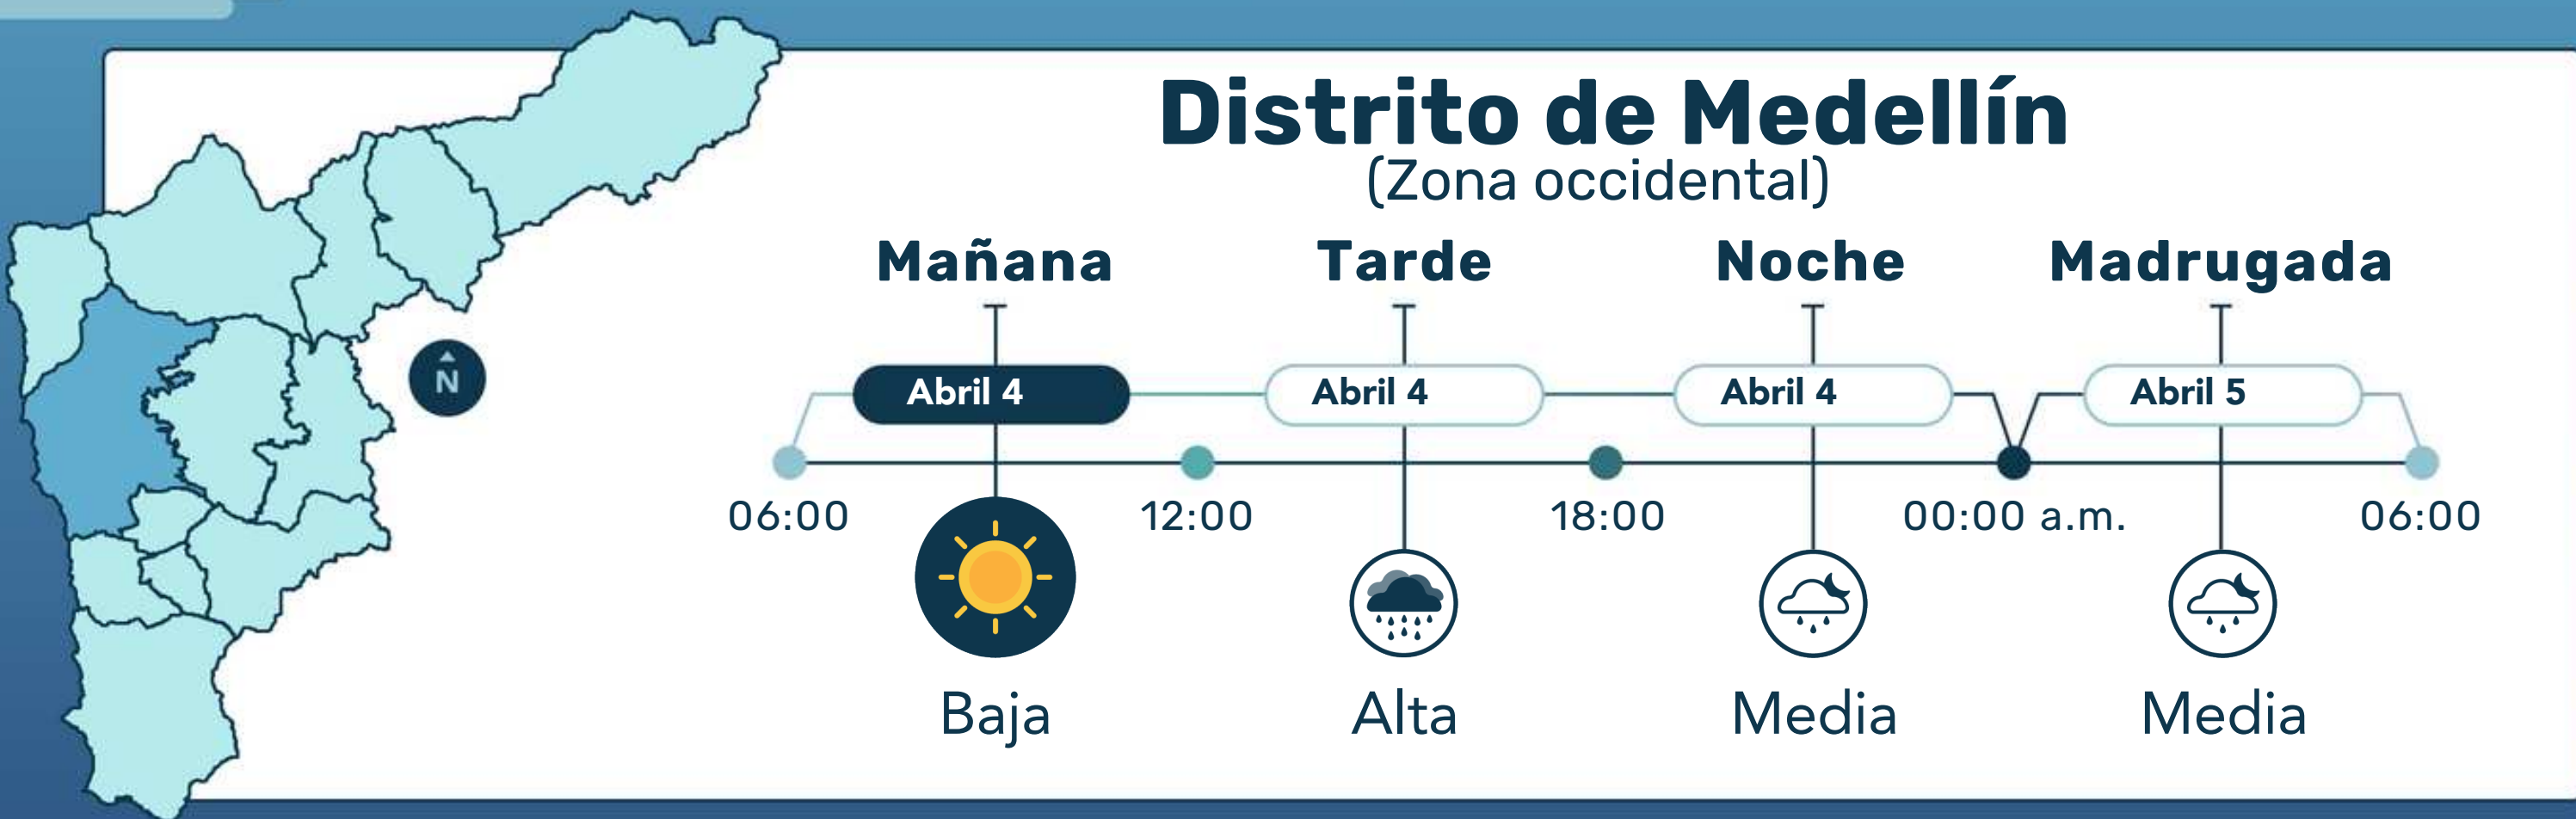 Distrito de Medellín
(Zona occidental)
Mañana Tarde Noche Madrugada
Abril 4 Abril 4 Abril 4 Abril 5
N
06:00 12:00 18:00 00:00 a.m. 06:00
Baja Alta Media Media